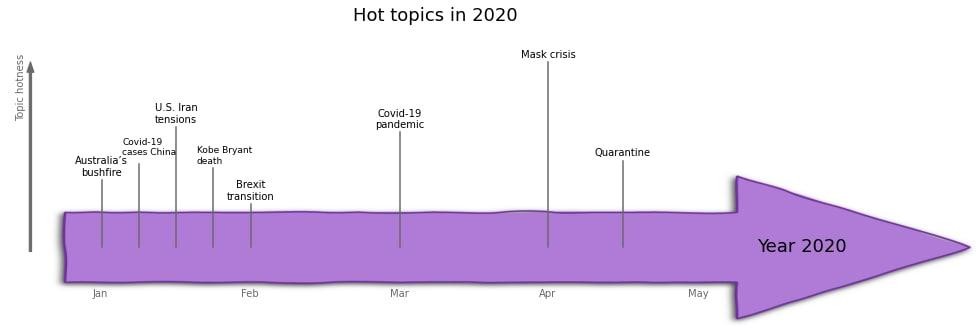 Hot topics in 2020
Topic hotness
Mask crisis
U.S. Iran
tensions
Covid-19
pandemic
Covid-19
cases China
Kobe Bryant
death
Quarantine
Australia’s
bushfire
Brexit
transition
Year 2020
Jan
Feb
Mar
Apr
May